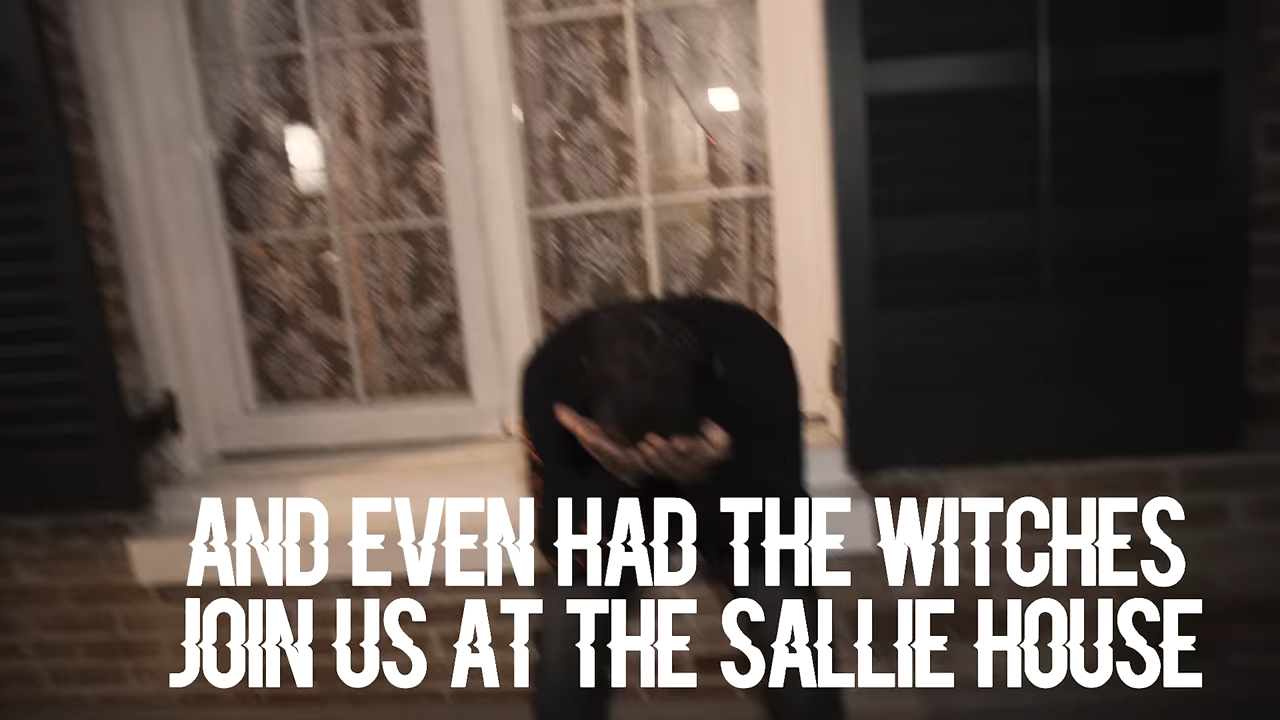 AND EVEN HAD THE WITCHES
JOIN US AT THE SALLIE HOUSE